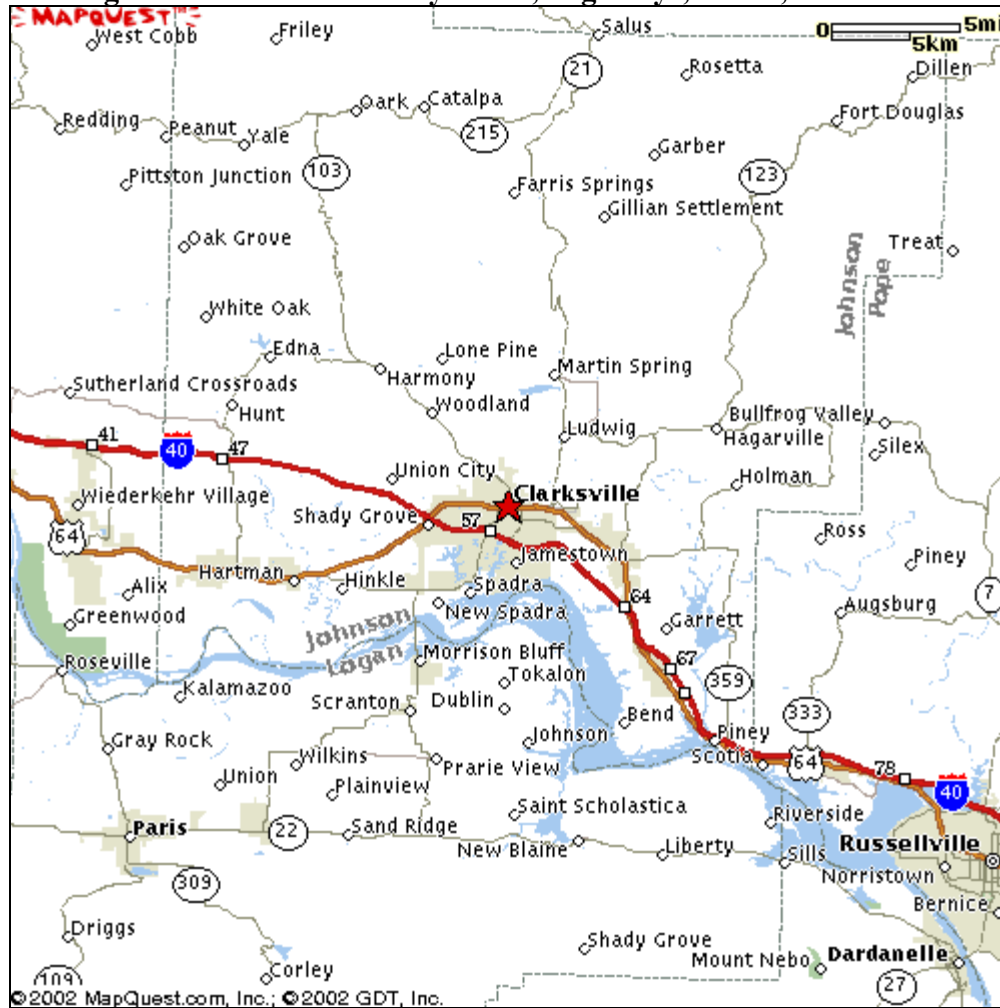 MAPQUEST
West Cobb
Friley
Salus
0
5mi
5km
21
Rosetta
Dillen
Redding
Peanut
Yale
Oark
Catalpa
215
Fort Douglas
Garber
103
Pittston Junction
Farris Springs
123
Gillian Settlement
Oak Grove
Treat
Johnson
Pope
White Oak
Edna
Lone Pine
Harmony
Martin Spring
Sutherland Crossroads
Hunt
Woodland
Bullfrog Valley
Ludwig
Hagarville
41
40
47
Silex
Union City
Holman
Wiederkehr Village
Clarksville
Shady Grove
57
64
Ross
Jamestown
Piney
Hartman
Hinkle
Alix
Spadra
7
New Spadra
64
Augsburg
Greenwood
Garrett
Johnson
Logan
Roseville
Morrison Bluff
67
Tokalon
359
Kalamazoo
Scranton
Dublin
333
Bend
Gray Rock
Johnson
Piney
Wilkins
Prarie View
Scotia
64
78
Union
Plainview
40
Saint Scholastica
Riverside
Paris
22
Sand Ridge
New Blaine
Liberty
Sills
Russellville
Norristown
309
Bernice
Driggs
Shady Grove
Mount Nebo
Dardanelle
109
Corley
27
©2002 MapQuest.com, Inc.; ©2002 GDT, Inc.